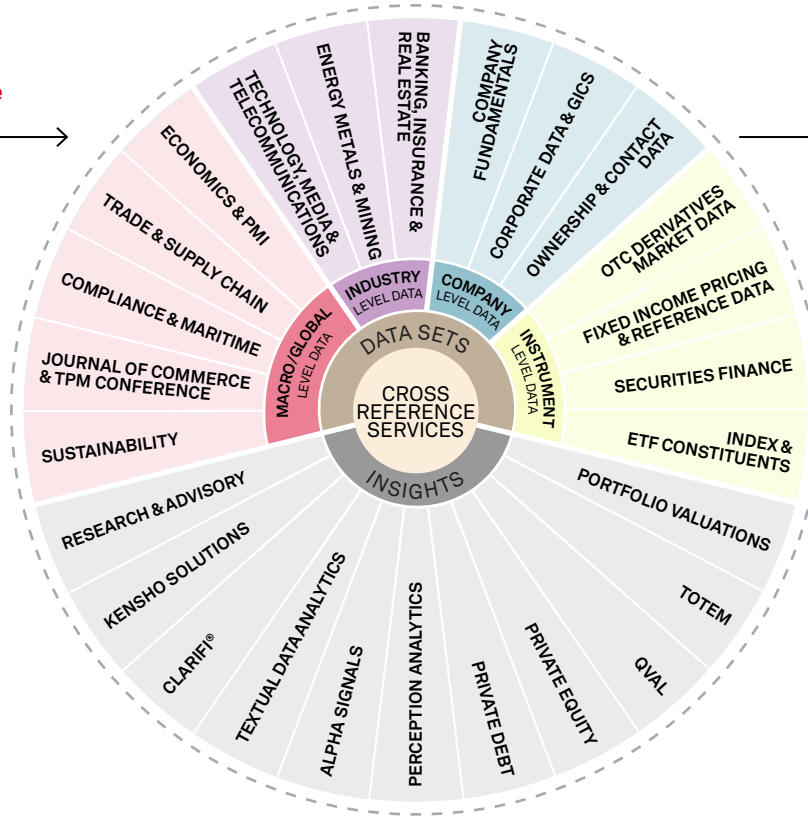 CROSS
REFERENCE
SERVICES
DATA SETS
INSIGHTS
MACRO/GLOBAL
LEVEL DATA
SUSTAINABILITY
JOURNAL OF COMMERCE
& TPM CONFERENCE
COMPLIANCE & MARITIME
TRADE & SUPPLY CHAIN
ECONOMICS & PMI
INDUSTRY
LEVEL DATA
TECHNOLOGY, MEDIA &
TELECOMMUNICATIONS
ENERGY METALS & MINING
BANKING, INSURANCE &
REAL ESTATE
COMPANY
LEVEL DATA
COMPANY
FUNDAMENTALS
CORPORATE DATA & GICS
OWNERSHIP & CONTACT
DATA
INSTRUMENT
LEVEL DATA
OTC DERIVATIVES
MARKET DATA
FIXED INCOME PRICING
& REFERENCE DATA
SECURITIES FINANCE
INDEX &
ETF CONSTITUENTS
PORTFOLIO VALUATIONS
TOTEM
QVAL
PRIVATE EQUITY
PRIVATE DEBT
PERCEPTION ANALYTICS
ALPHA SIGNALS
TEXTUAL DATA ANALYTICS
CLARIFI®
KENSHO SOLUTIONS
RESEARCH & ADVISORY